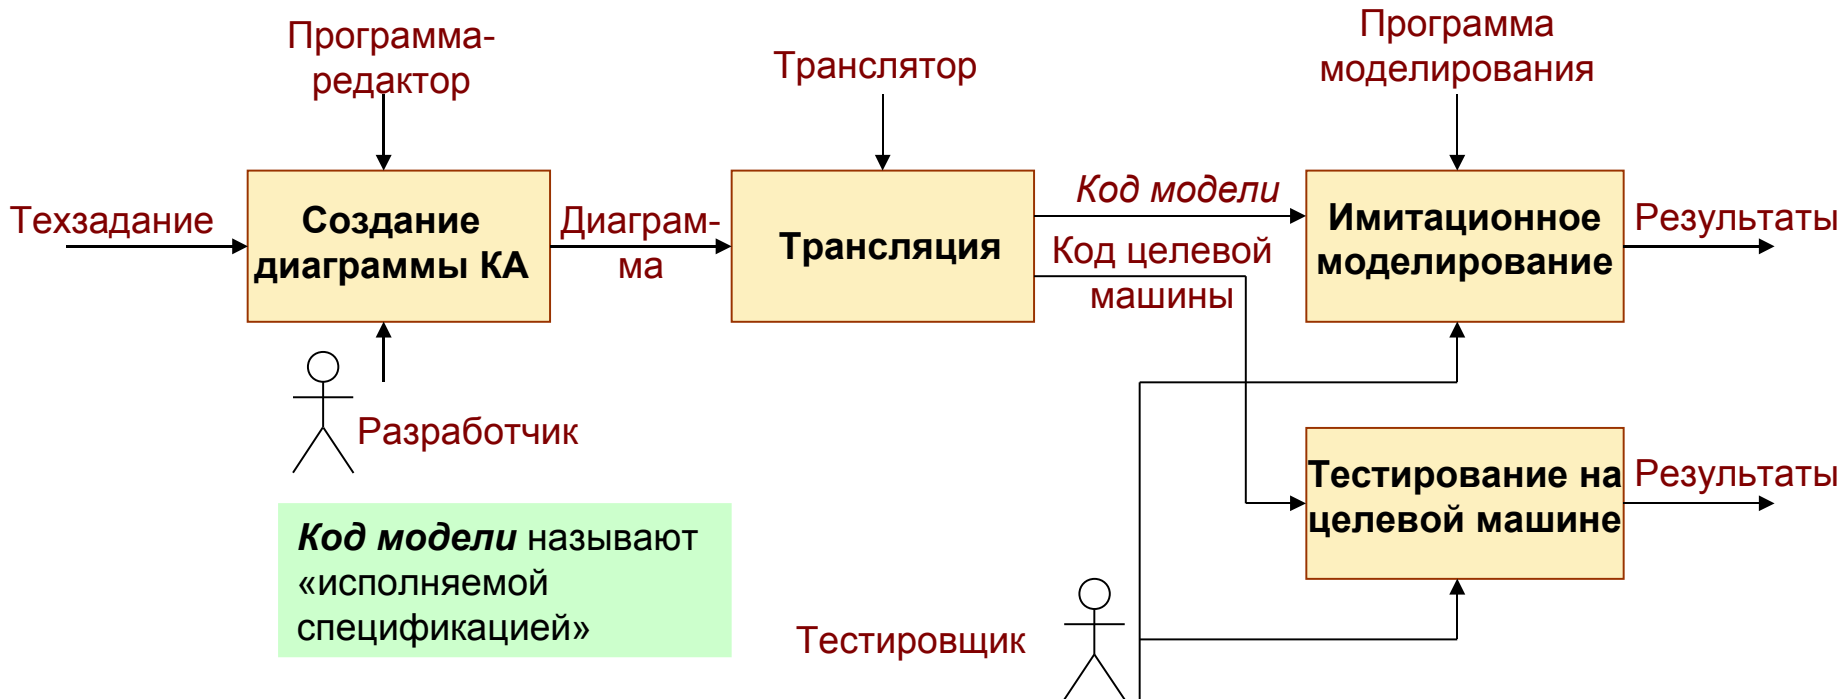 Программа-
редактор
Транслятор
Программа
моделирования
Техзадание
Создание
диаграммы КА
Диаграм-
ма
Трансляция
Код модели
Код целевой
машины
Имитационное
моделирование
Результаты
Разработчик
Тестирование на
целевой машине
Результаты
Код модели называют
«исполняемой
спецификацией»
Тестировщик